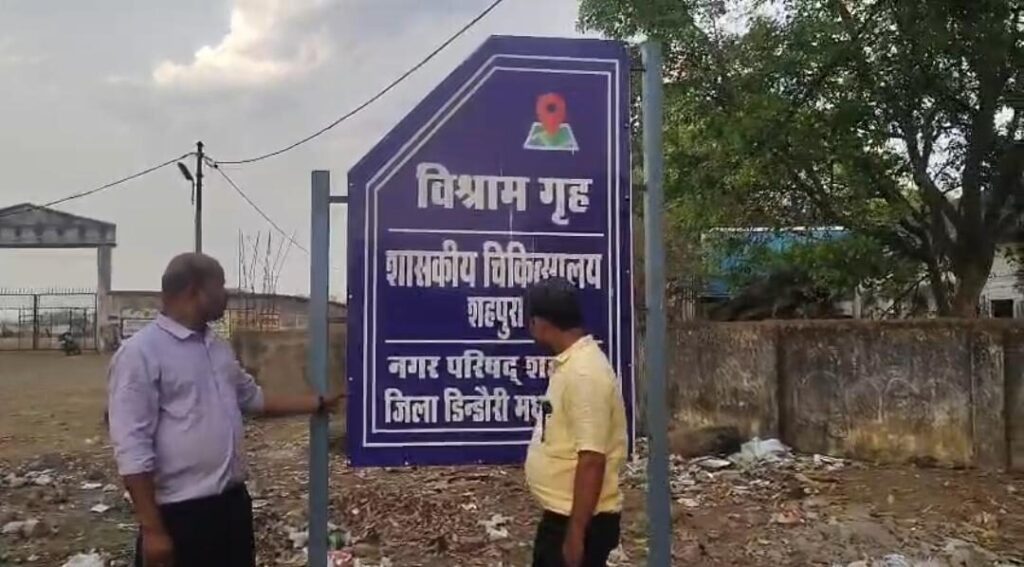 विश्राम गृह
शासकीय चिकित्सालय
शहपुरा
नगर परिषद्
जिला डिन्डौरी